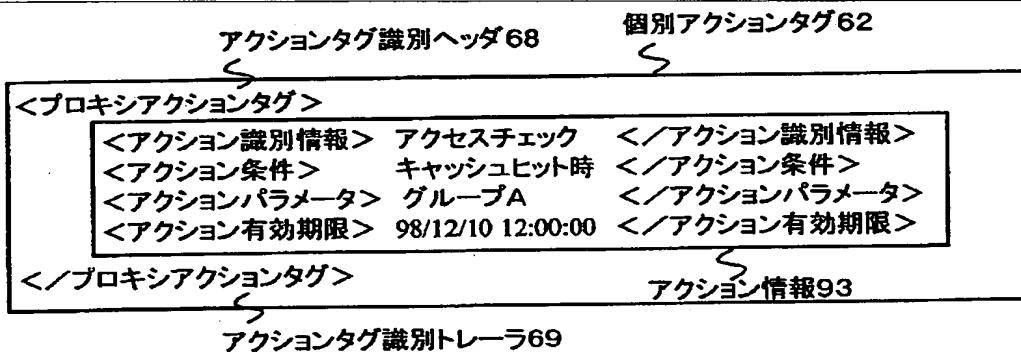 アクションタグ識別ヘッダ68
個別アクションタグ62
<プロキシアクションタグ>
<アクション識別情報> アクセスチェック </アクション識別情報>
<アクション条件> キャッシュヒット時 </アクション条件>
<アクションパラメータ> グループA </アクションパラメータ>
<アクション有効期限> 98/12/10 12:00:00 </アクション有効期限>
</プロキシアクションタグ>
アクション情報93
アクションタグ識別トレーラ69